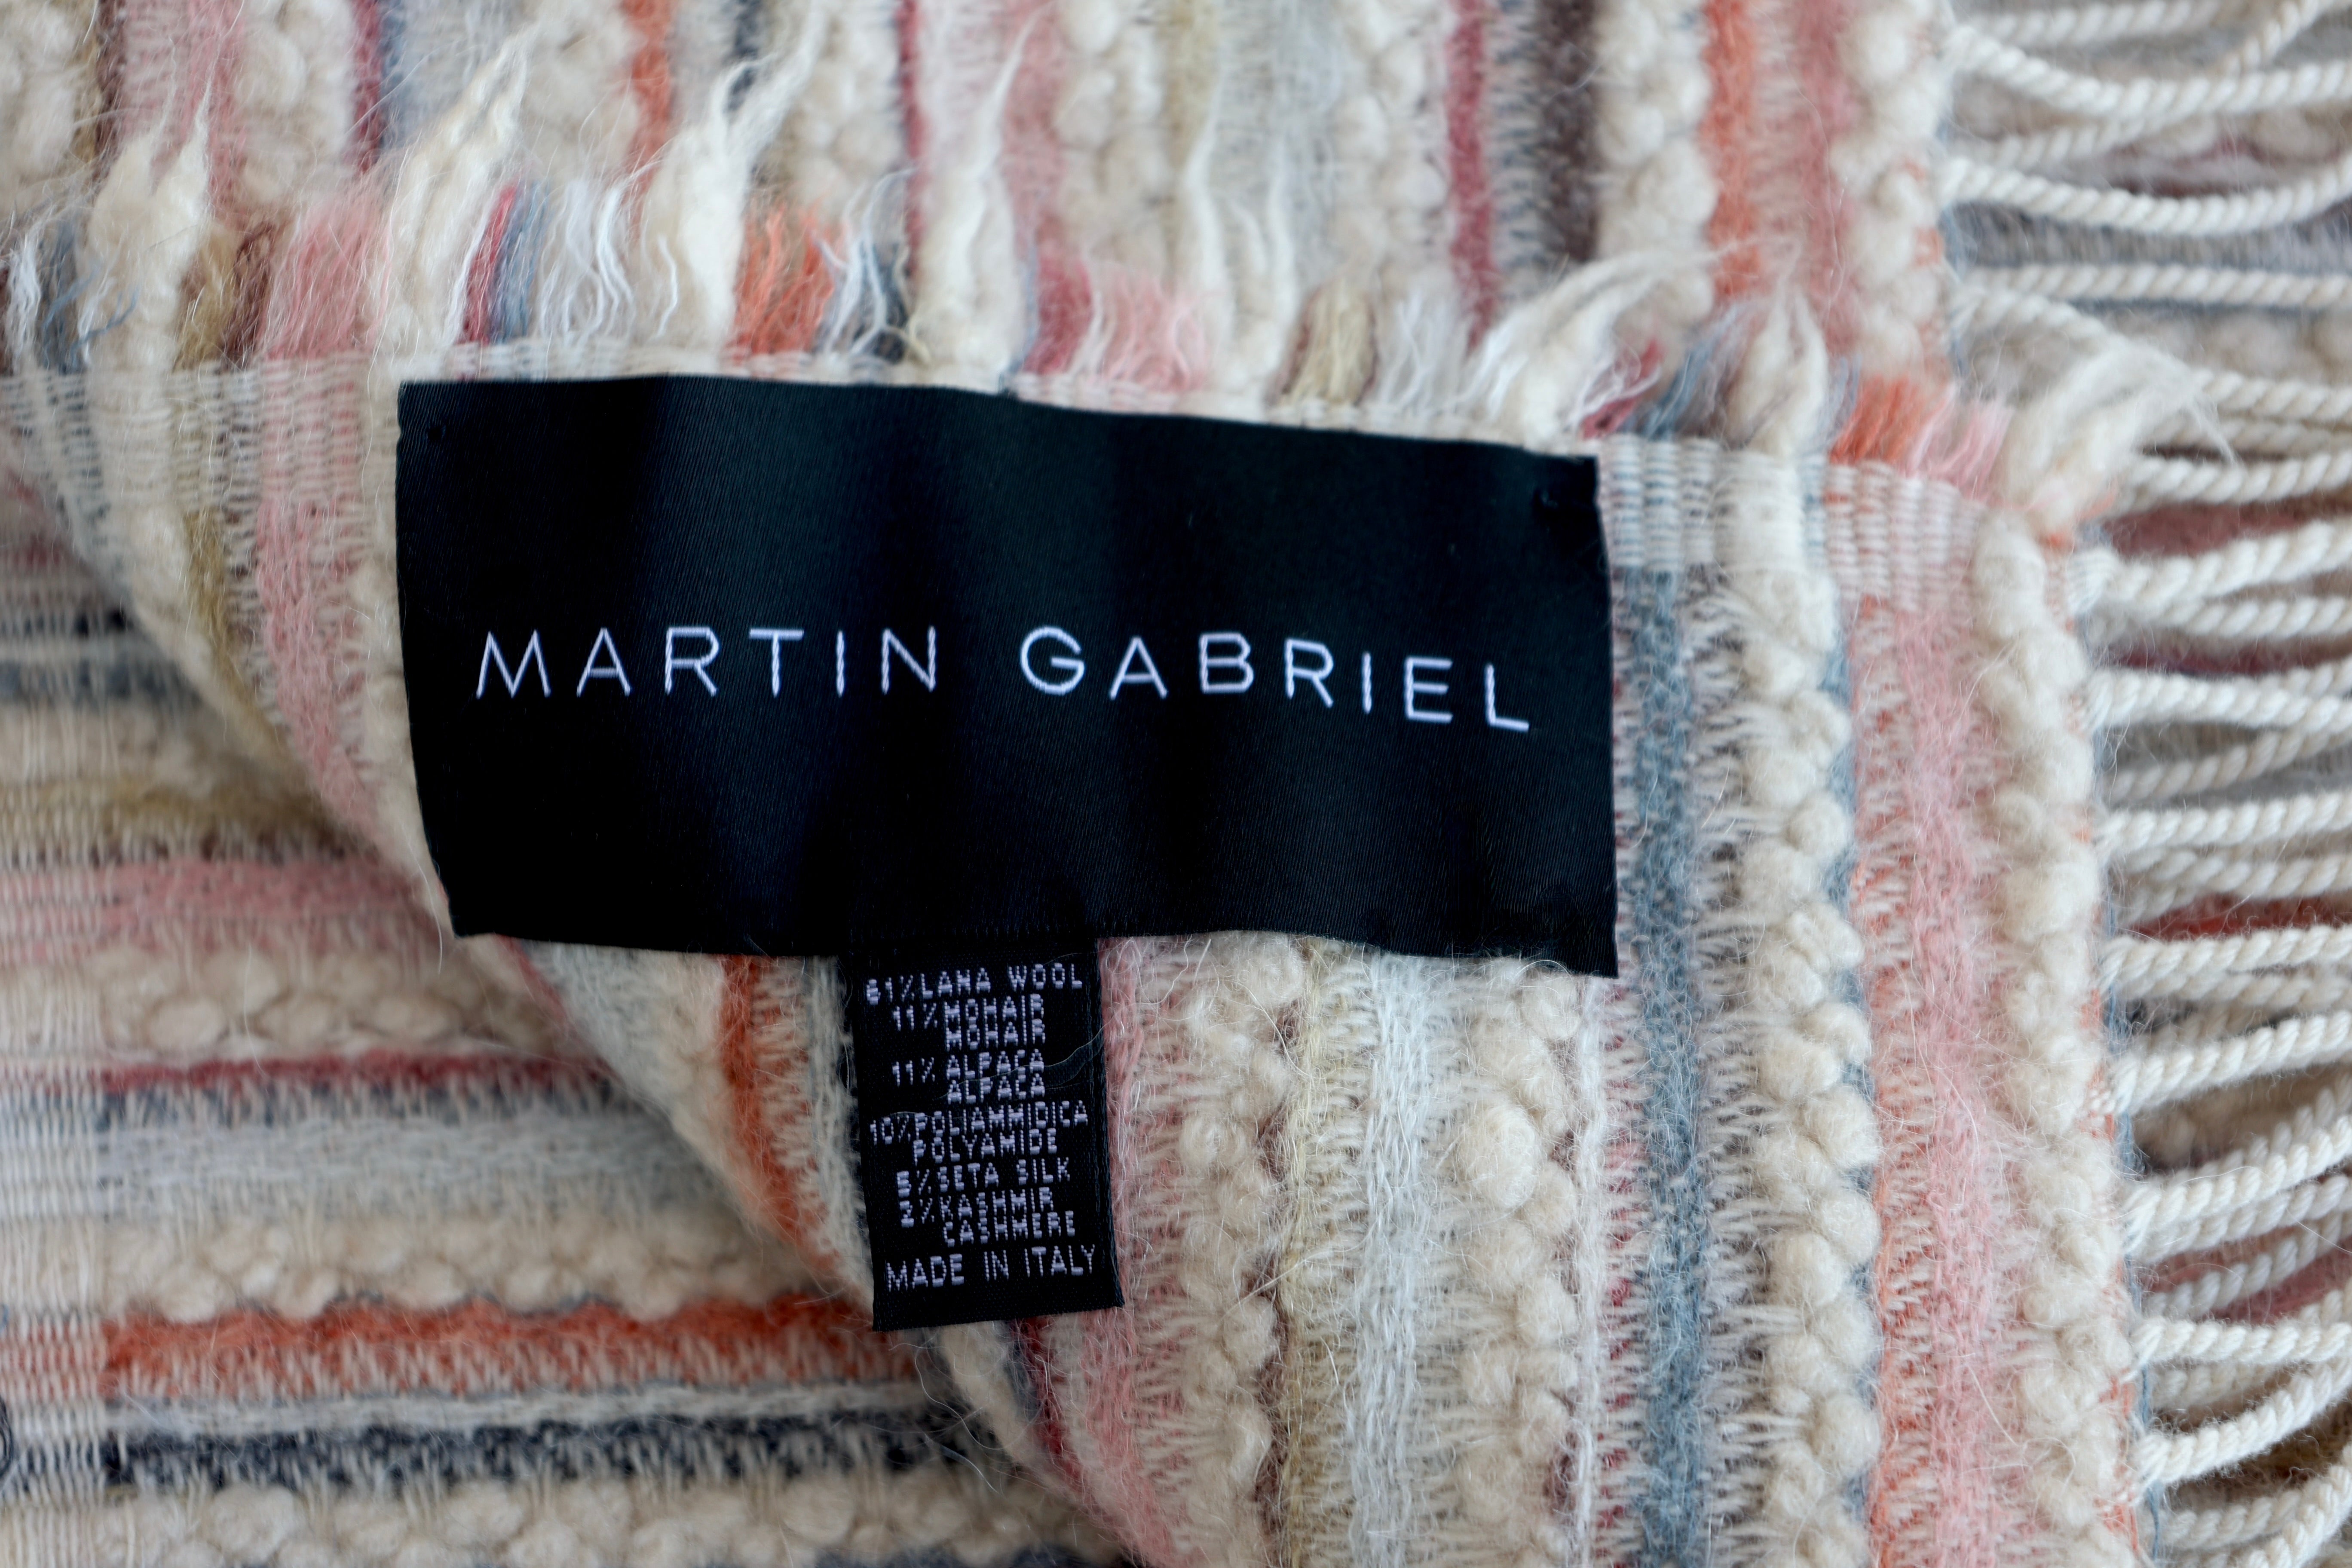 MARTIN GABRIEL
61%LANA WOOL
11%MOHAIR
MOHAIR
11% ALPACA
ALPACA
10%POLIAMMIDICA
POLYAMIDE
5%SETA SILK
2%KASHMIR
CASHMERE
MADE IN ITALY